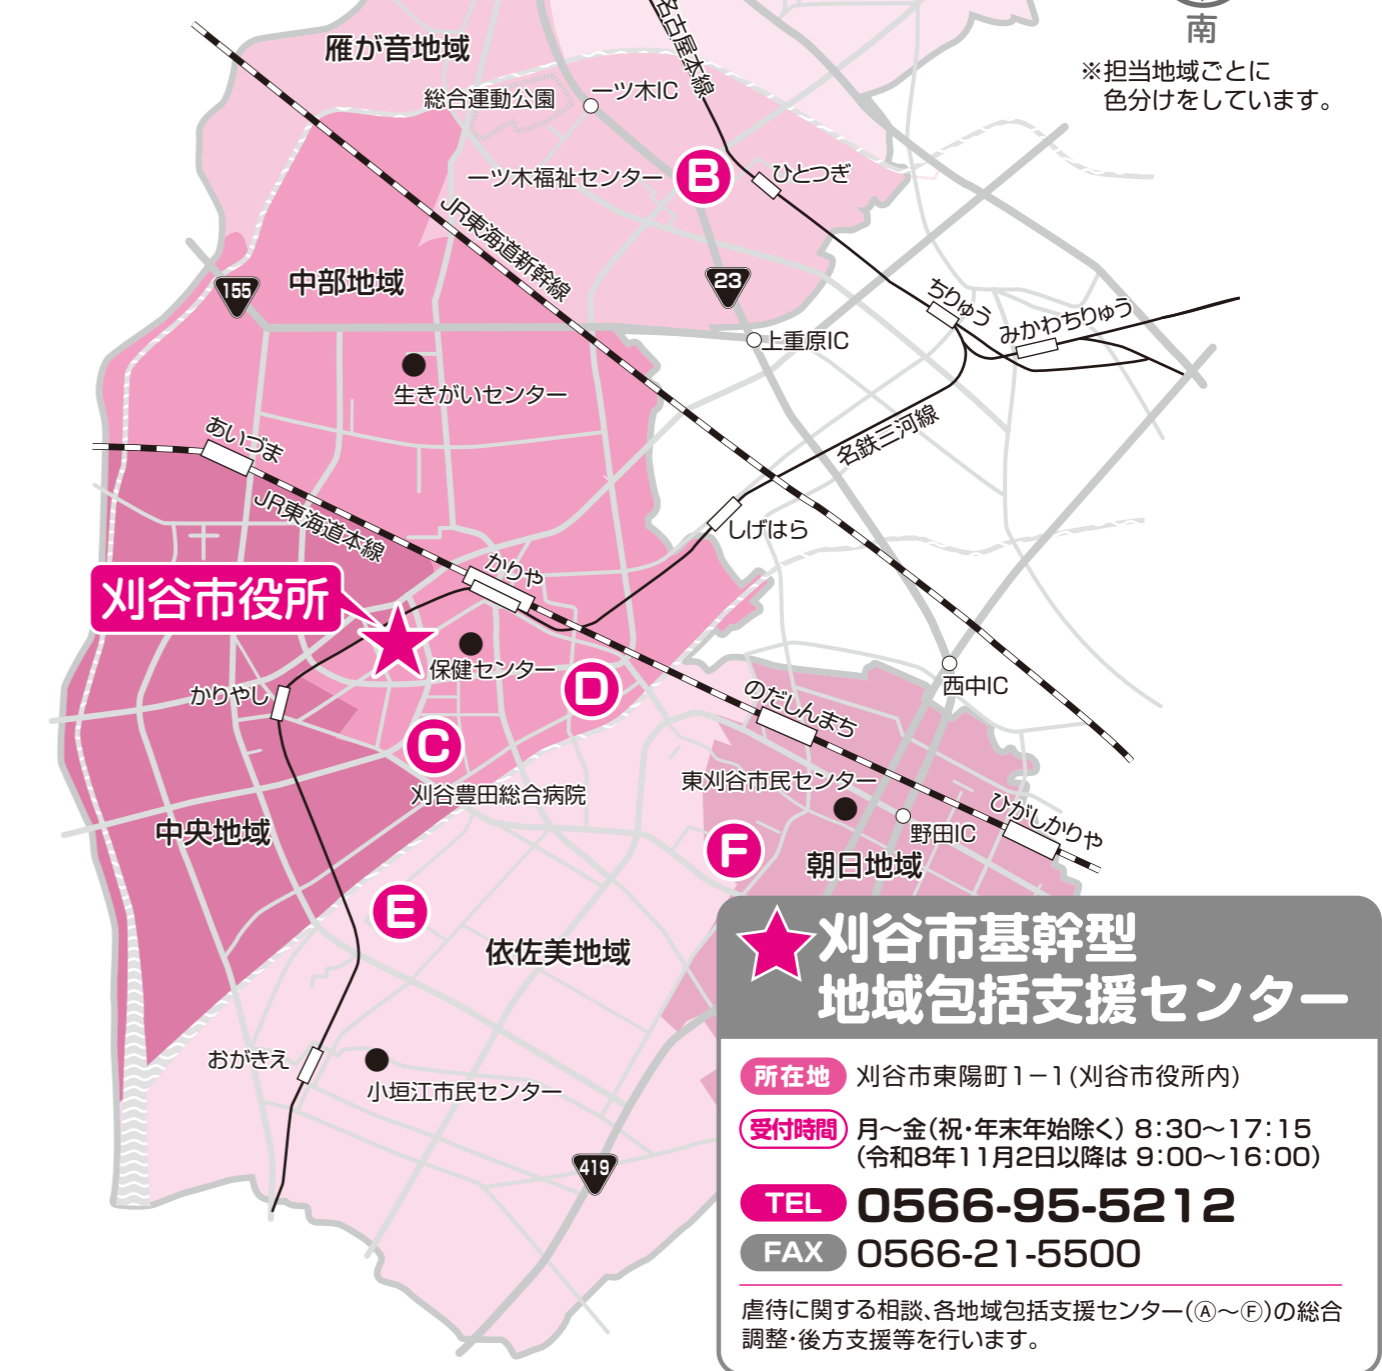 南
※担当地域ごとに
色分けをしています。
名古屋本線
雁が音地域
総合運動公園
一ツ木IC
一ツ木福祉センター
B
ひとつぎ
JR東海道新幹線
中部地域
155
23
ちりゅう
みかわちりゅう
上重原IC
生きがいセンター
名鉄三河線
あいづま
JR東海道本線
しげはら
かりや
刈谷市役所
保健センター
D
西中IC
かりやし
のだしんまち
C
刈谷豊田総合病院
東刈谷市民センター
中央地域
野田IC
ひがしかりや
F
朝日地域
E
依佐美地域
おがきえ
小垣江市民センター
419
刈谷市基幹型
地域包括支援センター
所在地 刈谷市東陽町1−1(刈谷市役所内)
受付時間 月〜金(祝・年末年始除く) 8:30〜17:15
(令和8年11月2日以降は 9:00〜16:00)
TEL 0566-95-5212
FAX 0566-21-5500
虐待に関する相談、各地域包括支援センター(Ⓐ〜Ⓕ)の総合
調整・後方支援等を行います。